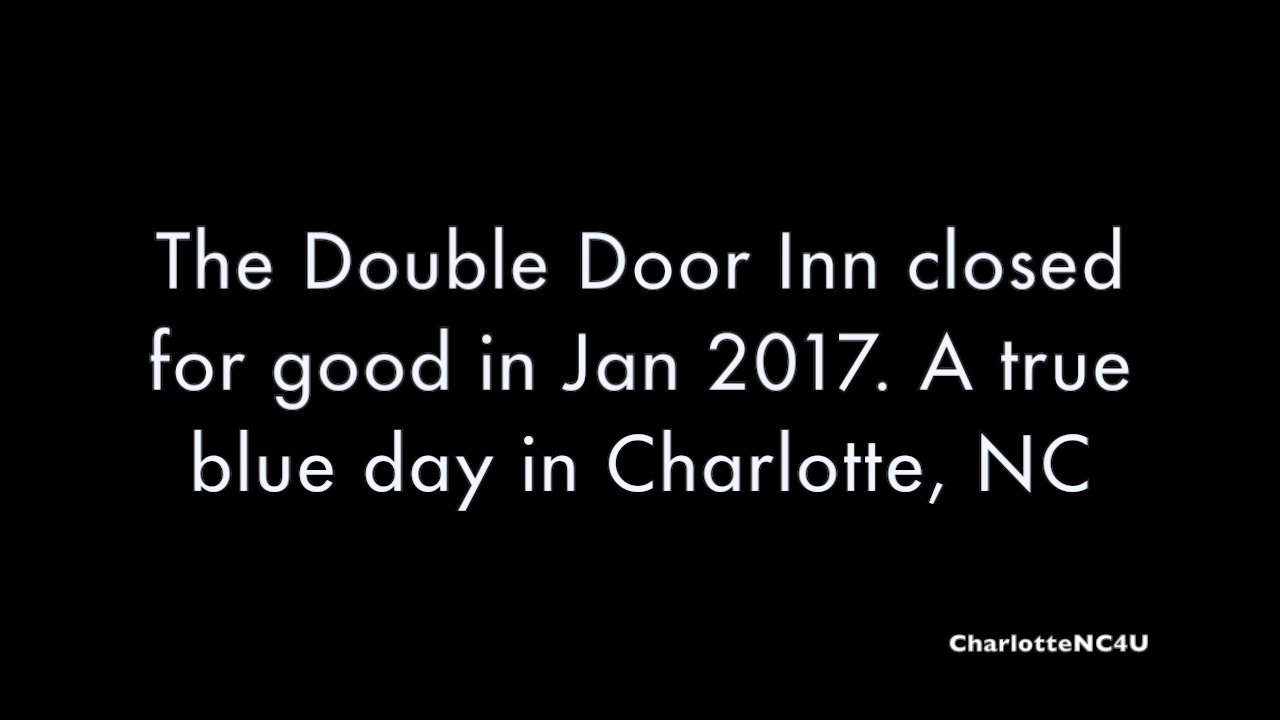 The Double Door Inn closed
for good in Jan 2017. A true
blue day in Charlotte, NC
CharlotteNC4U